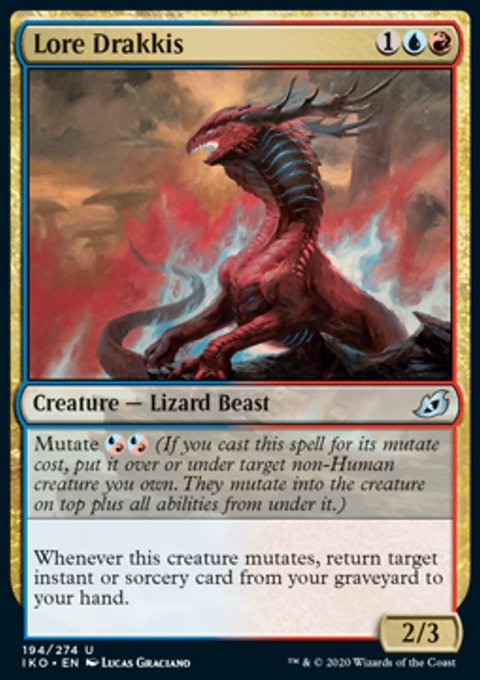 Lore Drakkis 1
Creature — Lizard Beast
Mutate (If you cast this spell for its mutate
cost, put it over or under target non-Human
creature you own. They mutate into the creature
on top plus all abilities from under it.)
Whenever this creature mutates, return target
instant or sorcery card from your graveyard to
your hand.
2/3
194/274 U
IKO • EN Lucas Graciano
™ & © 2020 Wizards of the Coast